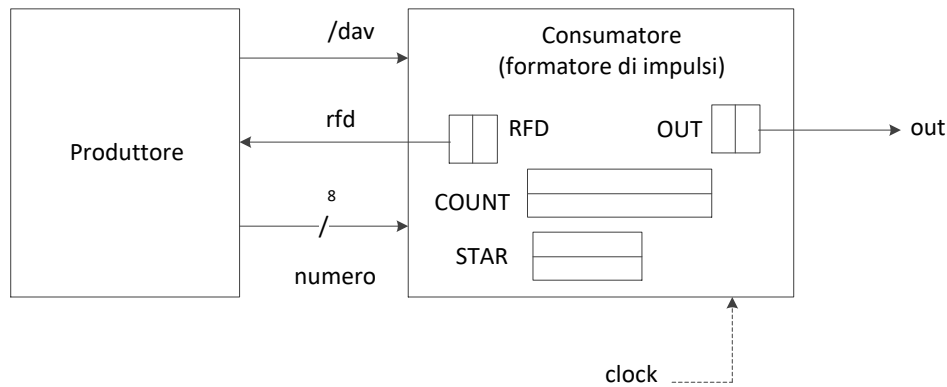 /dav
Consumatore
(formatore di impulsi)
rfd
RFD
OUT
out
Produttore
8
COUNT
/
STAR
numero
clock